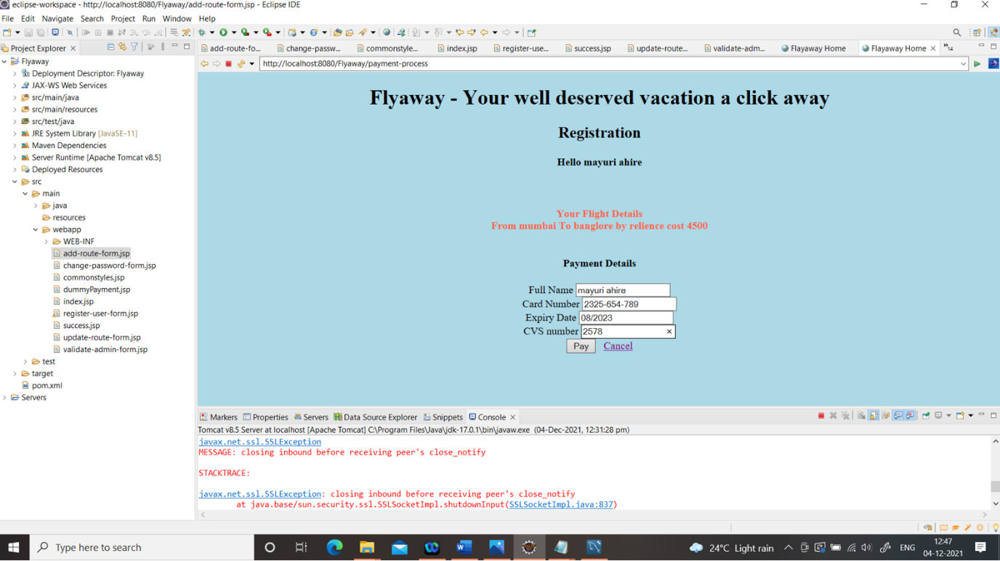 eclipse-workspace - http://localhost:8080/Flyaway/add-route-form.jsp - Eclipse IDE
File Edit Navigate Search Project Run Window Help
Project Explorer
add-route-fo... change-passw... commonstyle... index.jsp register-use... success.jsp update-route... validate-adm... Flayaway Home Flayaway Home 14
http://localhost:8080/Flyaway/payment-process
Flyaway
Deployment Descriptor: Flyaway
JAX-WS Web Services
src/main/java
src/main/resources
src/test/java
JRE System Library [JavaSE-11]
Maven Dependencies
Server Runtime [Apache Tomcat v8.5]
Deployed Resources
src
main
java
resources
webapp
WEB-INF
add-route-form.jsp
change-password-form.jsp
commonstyles.jsp
dummyPayment.jsp
index.jsp
register-user-form.jsp
success.jsp
update-route-form.jsp
validate-admin-form.jsp
test
target
pom.xml
Servers
Flyaway - Your well deserved vacation a click away
Registration
Hello mayuri ahire
Your Flight Details
From mumbai To banglore by relience cost 4500
Payment Details
Full Name mayuri ahire
Card Number 2325-654-789
Expiry Date 08/2023
CVS number 2578
Pay Cancel
Markers Properties Servers Data Source Explorer Snippets Console
Tomcat v8.5 Server at localhost [Apache Tomcat] C:\Program Files\Java\jdk-17.0.1\bin\javaw.exe (04-Dec-2021, 12:31:28 pm)
javax.net.ssl.SSLException
MESSAGE: closing inbound before receiving peer's close_notify
STACKTRACE:
javax.net.ssl.SSLException: closing inbound before receiving peer's close_notify
at java.base/sun.security.ssl.SSLSocketImpl.shutdownInput(SSLSocketImpl.java:837)
Type here to search
24°C Light rain
ENG
12:47
04-12-2021